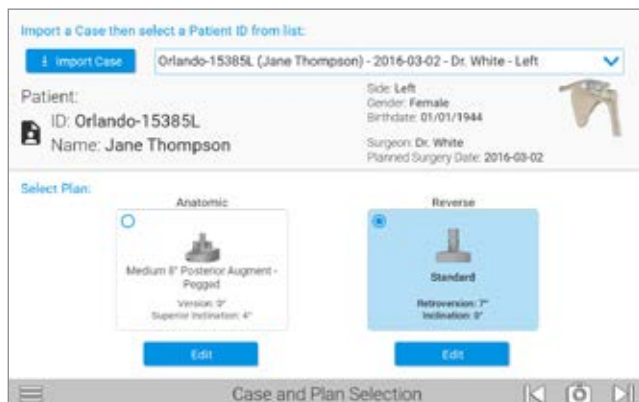 Import a Case then select a Patient ID from list:
Import Case
Orlando-15385L (Jane Thompson) - 2016-03-02 - Dr. White - Left
Patient:
ID: Orlando-15385L
Name: Jane Thompson
Side: Left
Gender: Female
Birthdate: 01/01/1944
Surgeon: Dr. White
Planned Surgery Date: 2016-03-02
Select Plan:
Anatomic
Medium 8° Posterior Augment -
Pegged
Version: 0°
Superior Inclination: 4°
Edit
Reverse
Standard
Retroversion: 7°
Inclination: 0°
Edit
Case and Plan Selection